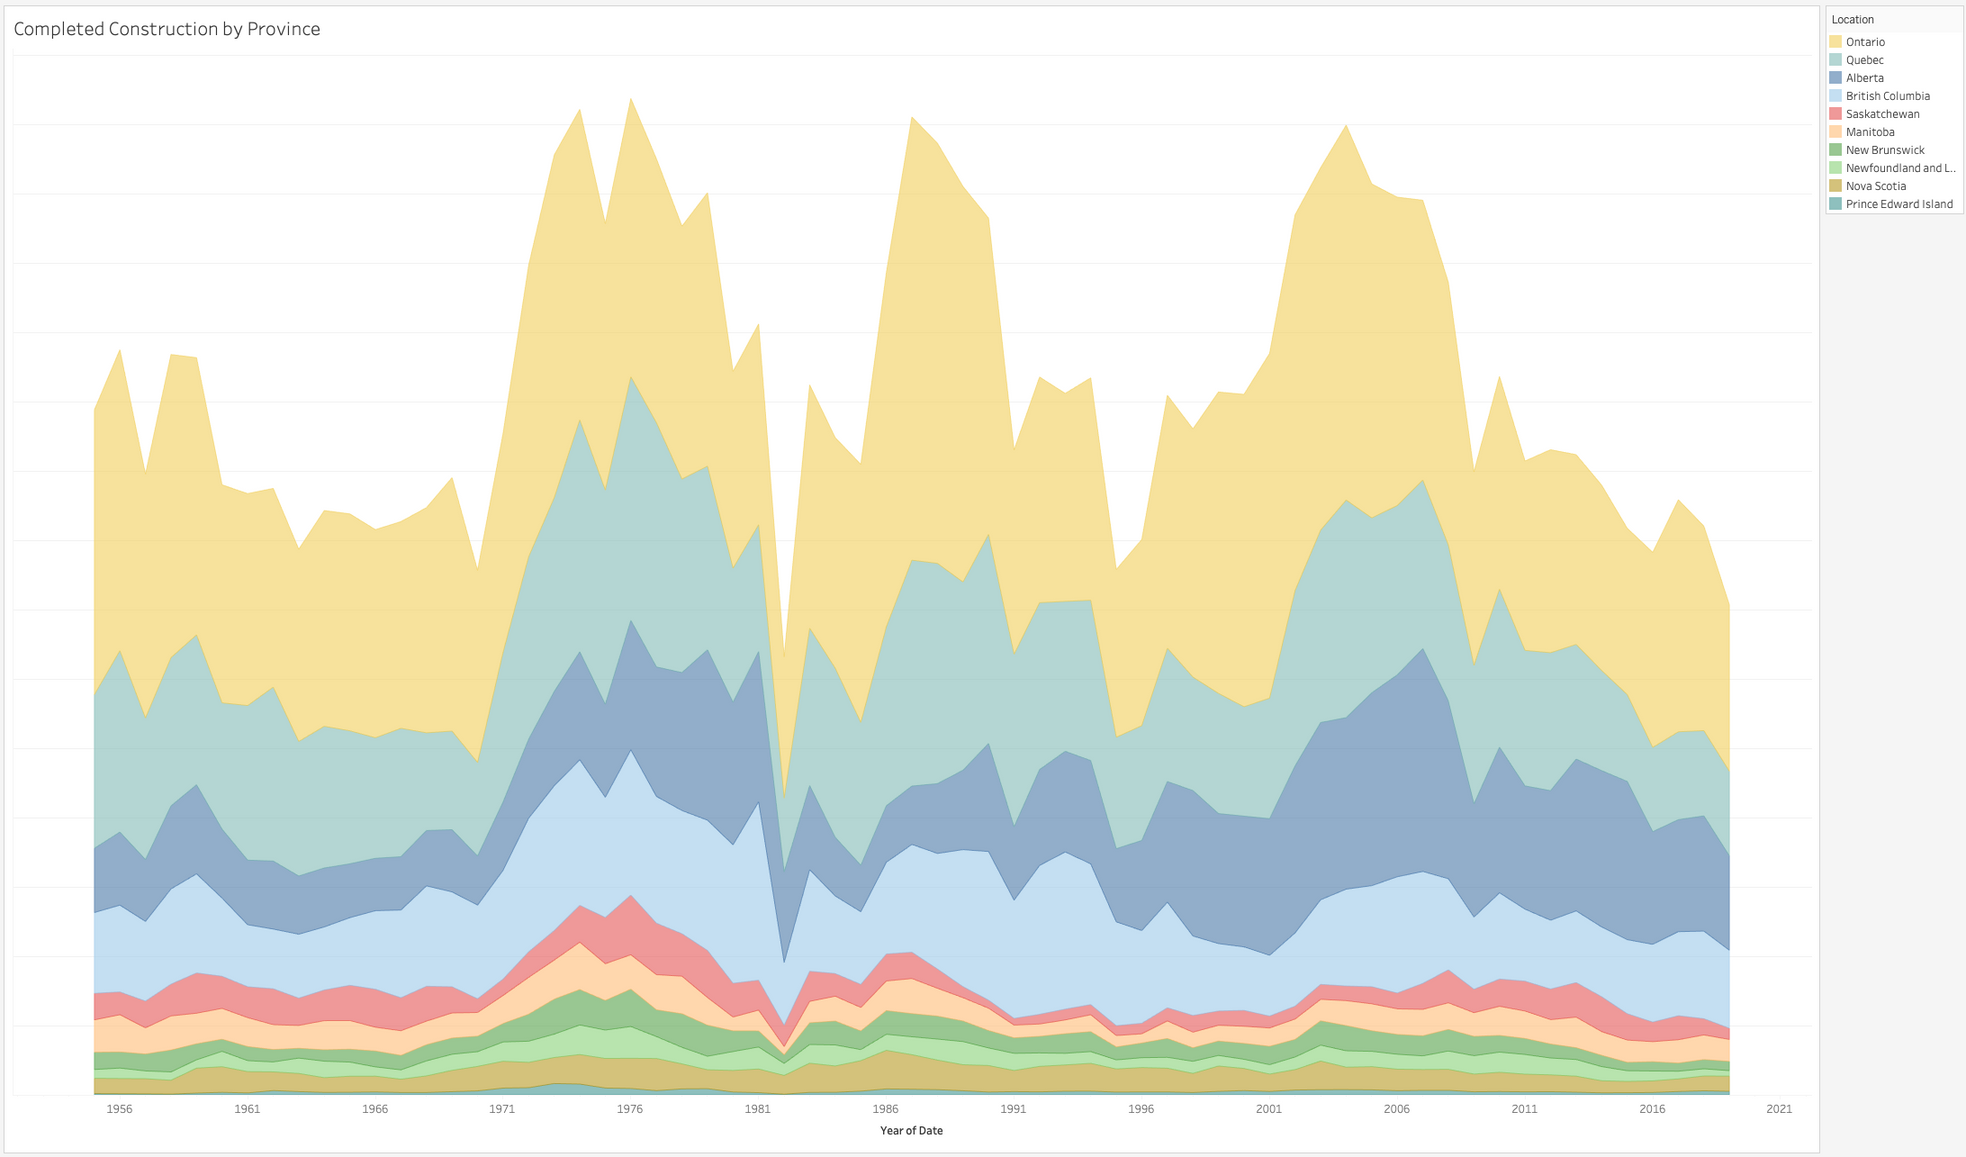 Completed Construction by Province
Location
Ontario
Quebec
Alberta
British Columbia
Saskatchewan
Manitoba
New Brunswick
Newfoundland and L..
Nova Scotia
Prince Edward Island
1956 1961 1966 1971 1976 1981 1986 1991 1996 2001 2006 2011 2016 2021
Year of Date